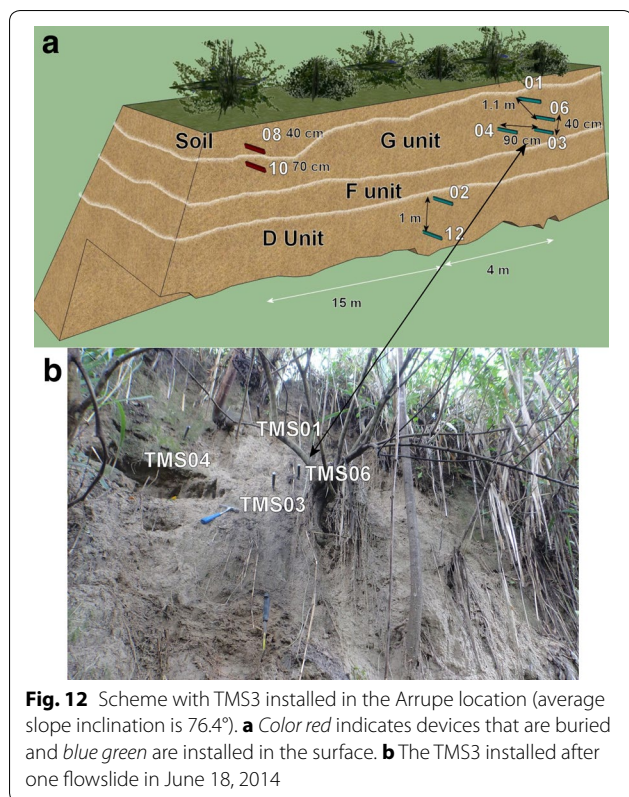 a
01
1.1 m
06
Soil
08 40 cm
G unit
04
40 cm
90 cm
03
10 70 cm
F unit
02
1 m
D Unit
12
4 m
15 m
b
TMS01
TMS04
TMS06
TMS03
Fig. 12 Scheme with TMS3 installed in the Arrupe location (average
slope inclination is 76.4°). a Color red indicates devices that are buried
and blue green are installed in the surface. b The TMS3 installed after
one flowslide in June 18, 2014